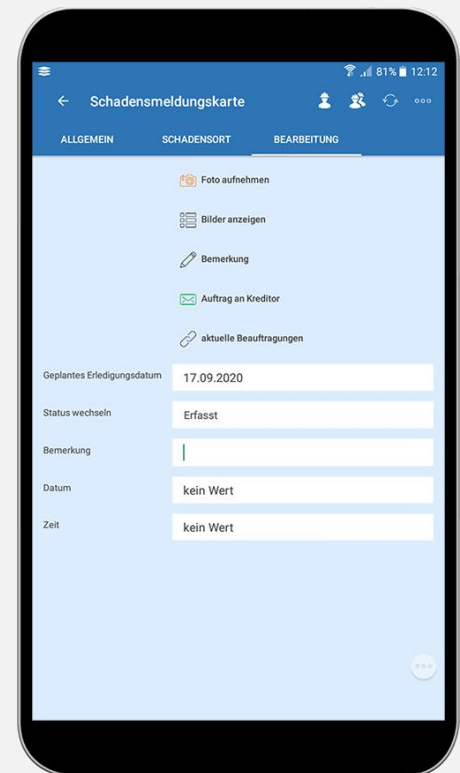 81% 12:12
Schadensmeldungskarte
ALLGEMEIN SCHADENSORT BEARBEITUNG
Foto aufnehmen
Bilder anzeigen
Bemerkung
Auftrag an Kreditor
aktuelle Beauftragungen
Geplantes Erledigungsdatum 17.09.2020
Status wechseln Erfasst
Bemerkung
Datum kein Wert
Zeit kein Wert